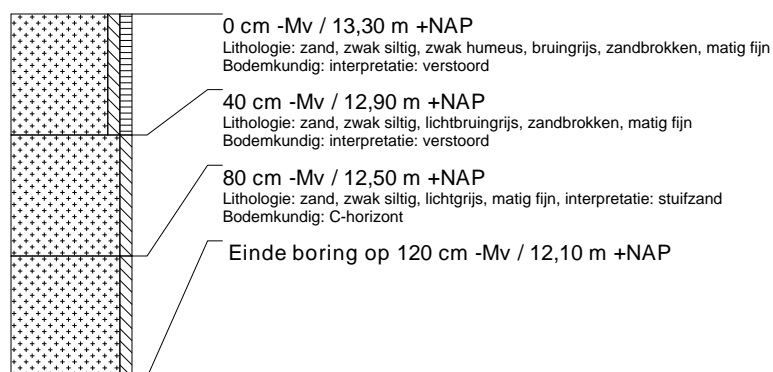 0 cm -Mv / 13,30 m +NAP
Lithologie: zand, zwak siltig, zwak humeus, bruingrijs, zandbrokken, matig fijn
Bodemkundig: interpretatie: verstoord
40 cm -Mv / 12,90 m +NAP
Lithologie: zand, zwak siltig, lichtbruingrijs, zandbrokken, matig fijn
Bodemkundig: interpretatie: verstoord
80 cm -Mv / 12,50 m +NAP
Lithologie: zand, zwak siltig, lichtgrijs, matig fijn, interpretatie: stuifzand
Bodemkundig: C-horizont
Einde boring op 120 cm -Mv / 12,10 m +NAP